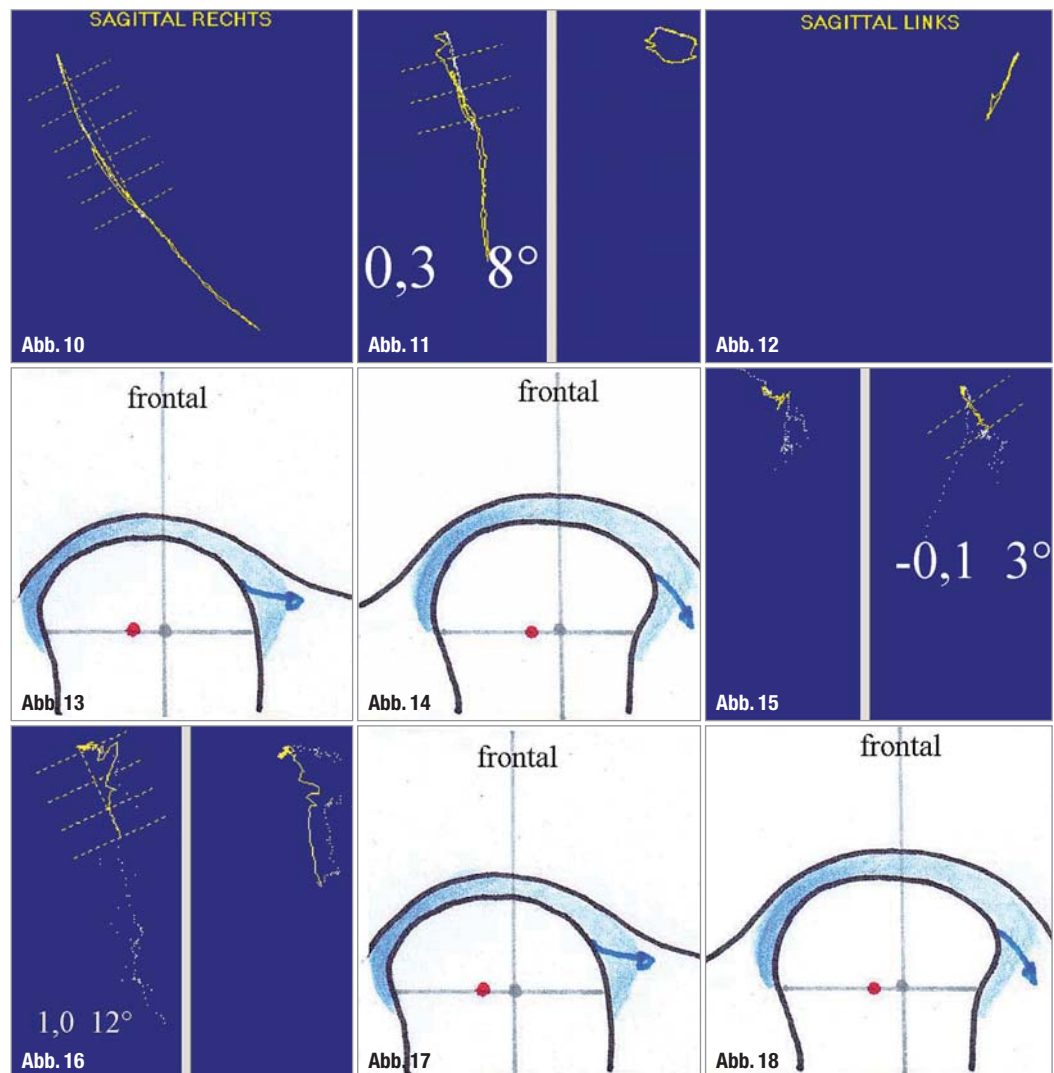 SAGITTAL RECHTS
Abb. 10
0,3 8°
Abb. 11
SAGITTAL LINKS
Abb. 12
frontal
Abb. 13
frontal
Abb. 14
-0,1 3°
Abb. 15
1,0 12°
Abb. 16
frontal
Abb. 17
frontal
Abb. 18